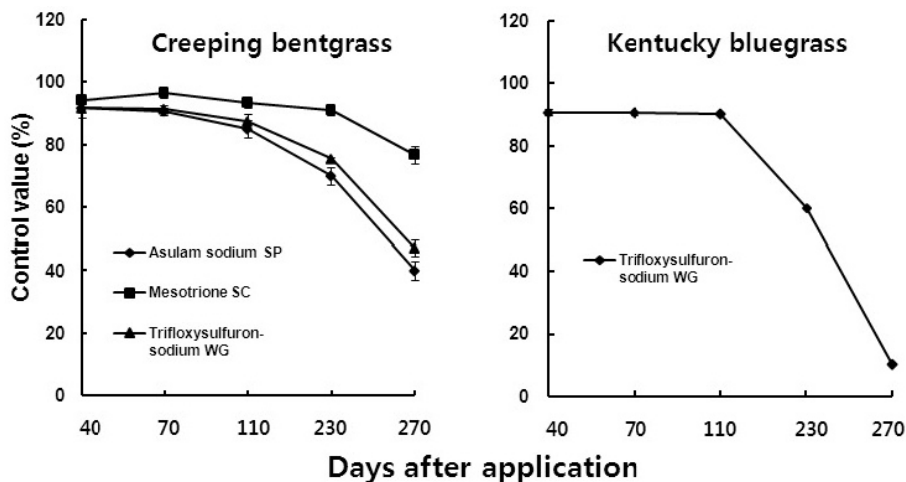 Creeping bentgrass
Kentucky bluegrass
Control value (%)
120
100
80
60
40
20
0
Asulam sodium SP
Mesotrione SC
Trifloxysulfuron-
sodium WG
40 70 110 230 270
120
100
80
60
40
20
0
Trifloxysulfuron-
sodium WG
40 70 110 230 270
Days after application